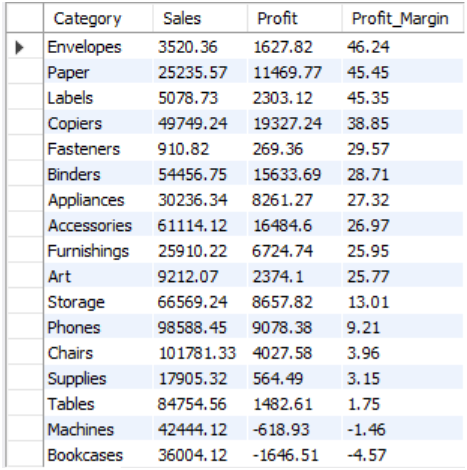 Category Sales Profit Profit_Margin
Envelopes 3520.36 1627.82 46.24
Paper 25235.57 11469.77 45.45
Labels 5078.73 2303.12 45.35
Copiers 49749.24 19327.24 38.85
Fasteners 910.82 269.36 29.57
Binders 54456.75 15633.69 28.71
Appliances 30236.34 8261.27 27.32
Accessories 61114.12 16484.6 26.97
Furnishings 25910.22 6724.74 25.95
Art 9212.07 2374.1 25.77
Storage 66569.24 8657.82 13.01
Phones 98588.45 9078.38 9.21
Chairs 101781.33 4027.58 3.96
Supplies 17905.32 564.49 3.15
Tables 84754.56 1482.61 1.75
Machines 42444.12 -618.93 -1.46
Bookcases 36004.12 -1646.51 -4.57